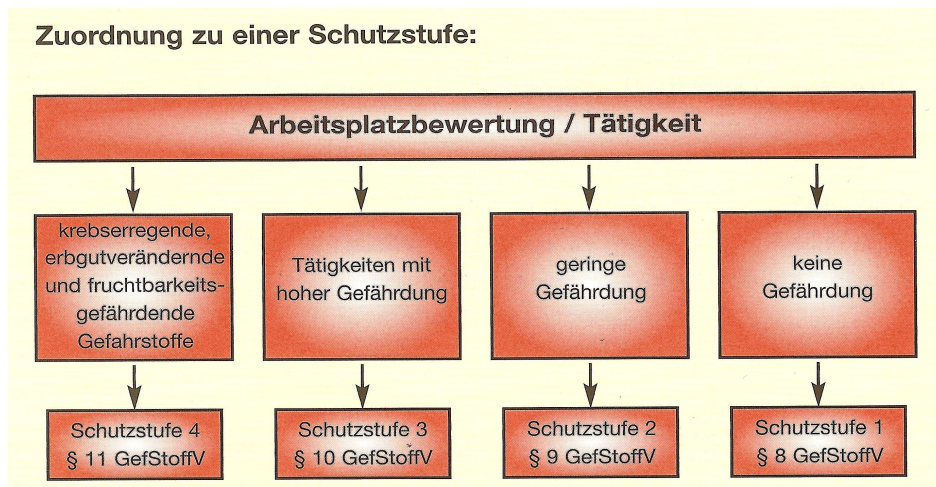 Zuordnung zu einer Schutzstufe:
Arbeitsplatzbewertung / Tätigkeit
krebserregende,
erbgutverändernde
und fruchtbarkeits-
gefährdende
Gefahrstoffe
Tätigkeiten mit
hoher Gefährdung
geringe
Gefährdung
keine
Gefährdung
Schutzstufe 4
§ 11 GefStoffV
Schutzstufe 3
§ 10 GefStoffV
Schutzstufe 2
§ 9 GefStoffV
Schutzstufe 1
§ 8 GefStoffV